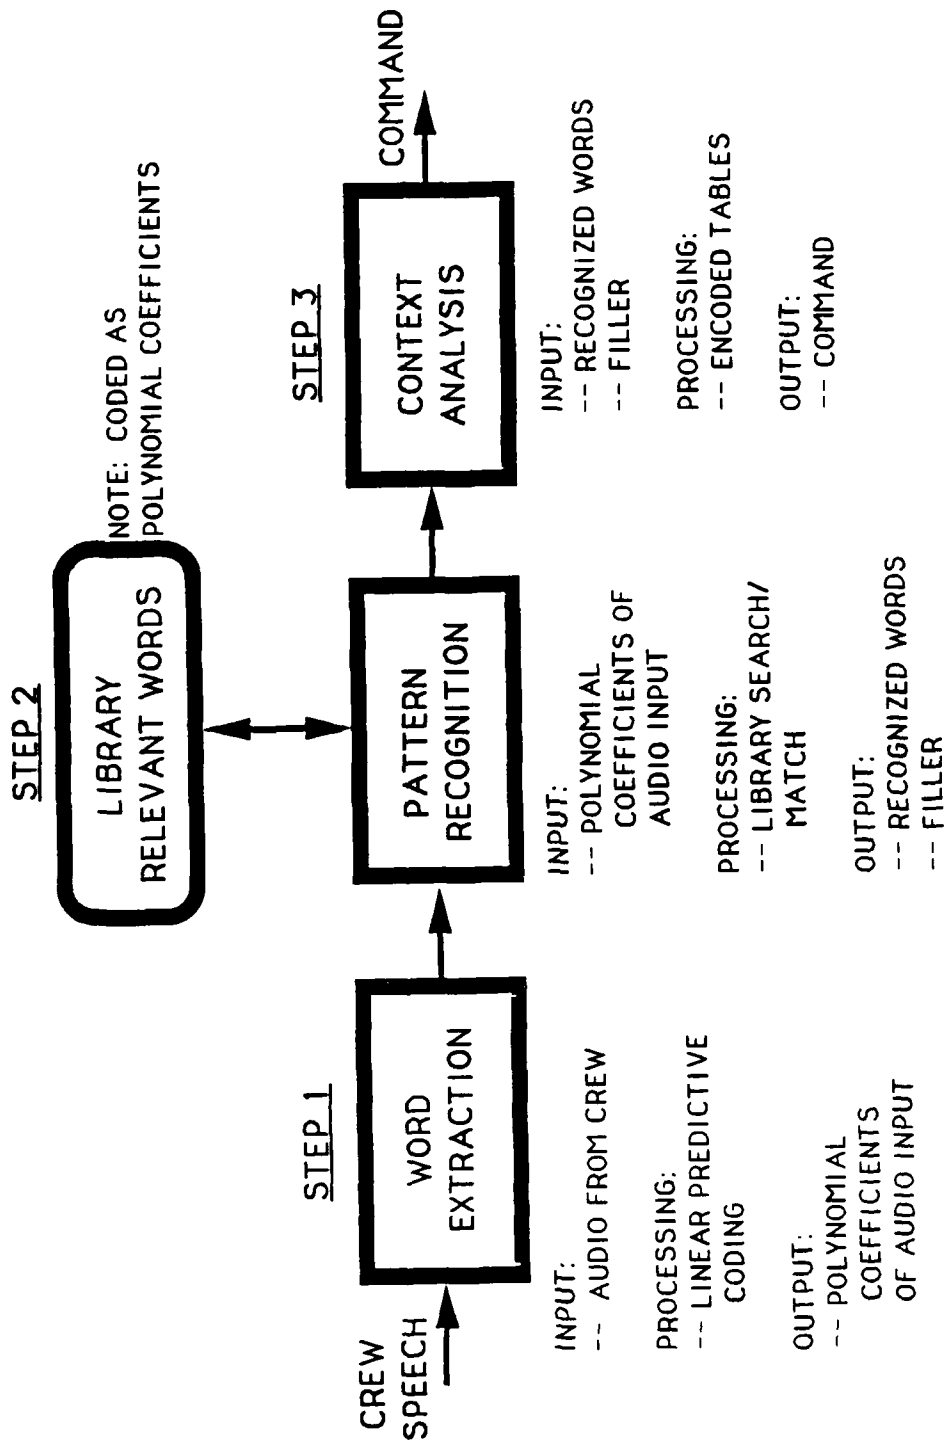 STEP 2
LIBRARY
RELEVANT WORDS
NOTE: CODED AS
POLYNOMIAL COEFFICIENTS
STEP 1
STEP 3
CREW
SPEECH
WORD
EXTRACTION
PATTERN
RECOGNITION
CONTEXT
ANALYSIS
COMMAND
INPUT:
-- AUDIO FROM CREW
PROCESSING:
-- LINEAR PREDICTIVE
CODING
OUTPUT:
-- POLYNOMIAL
COEFFICIENTS
OF AUDIO INPUT
INPUT:
-- POLYNOMIAL
COEFFICIENTS OF
AUDIO INPUT
PROCESSING:
-- LIBRARY SEARCH/
MATCH
OUTPUT:
-- RECOGNIZED WORDS
-- FILLER
INPUT:
-- RECOGNIZED WORDS
-- FILLER
PROCESSING:
-- ENCODED TABLES
OUTPUT:
-- COMMAND